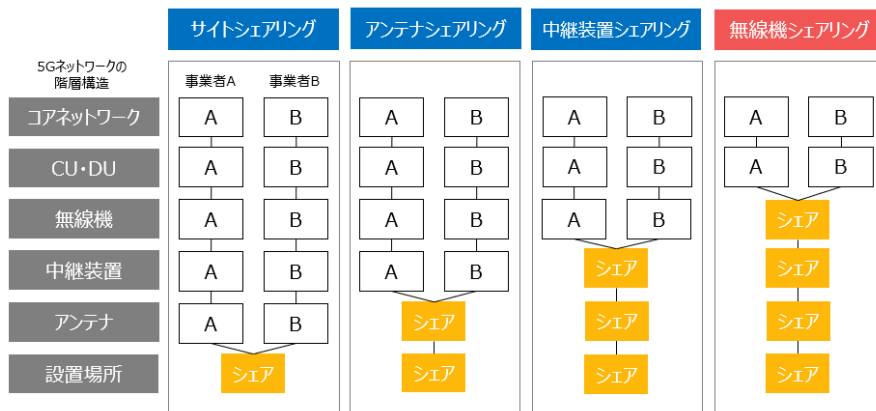 サイトシェアリング
アンテナシェアリング
中継装置シェアリング
無線機シェアリング
5Gネットワークの
階層構造
事業者A 事業者B
コアネットワーク A B A B A B A B
CU・DU A B A B A B A B
無線機 A B A B A B シェア
中継装置 A B A B シェア シェア
アンテナ A B シェア シェア シェア
設置場所 シェア シェア シェア シェア